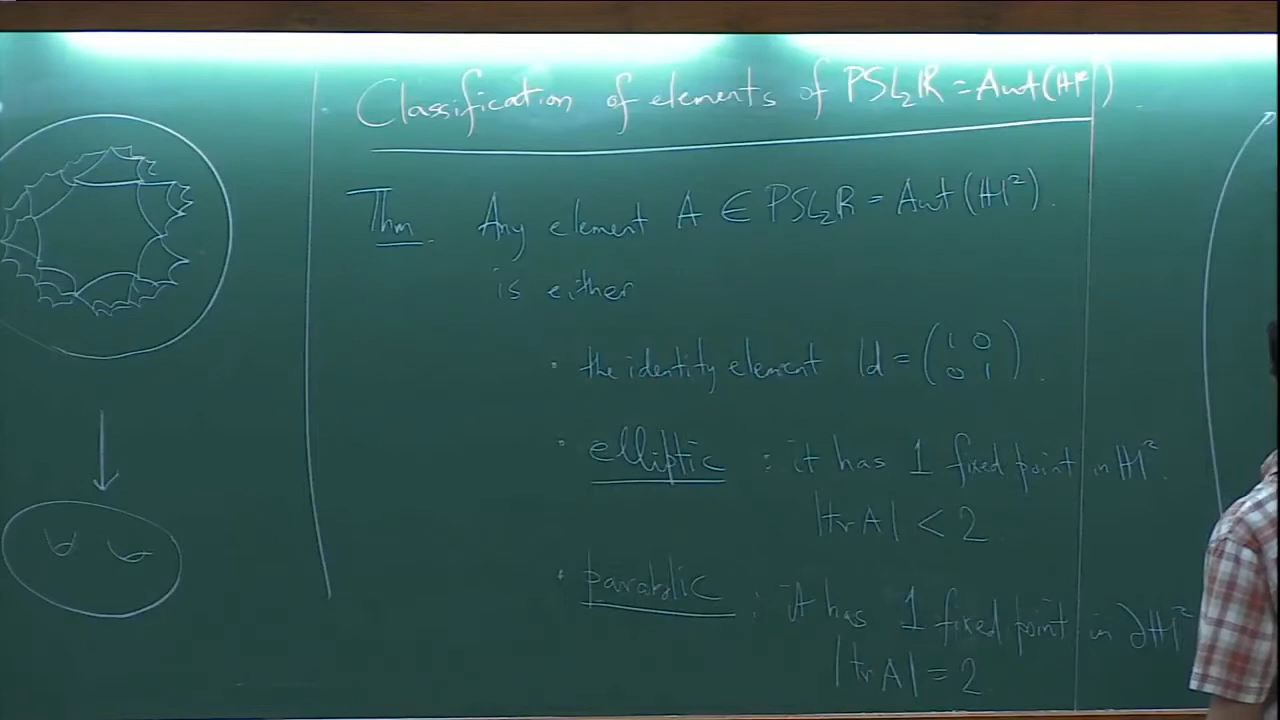 Classification of elements of PSL₂ℝ = Aut(ℍ²)
Thm. Any element A ∈ PSL₂ℝ = Aut(ℍ²).
is either
· the identity element Id = (1 0
0 1).
· elliptic : it has 1 fixed point in ℍ².
|tr A| < 2
· parabolic : it has 1 fixed point in ∂ℍ²
|tr A| = 2